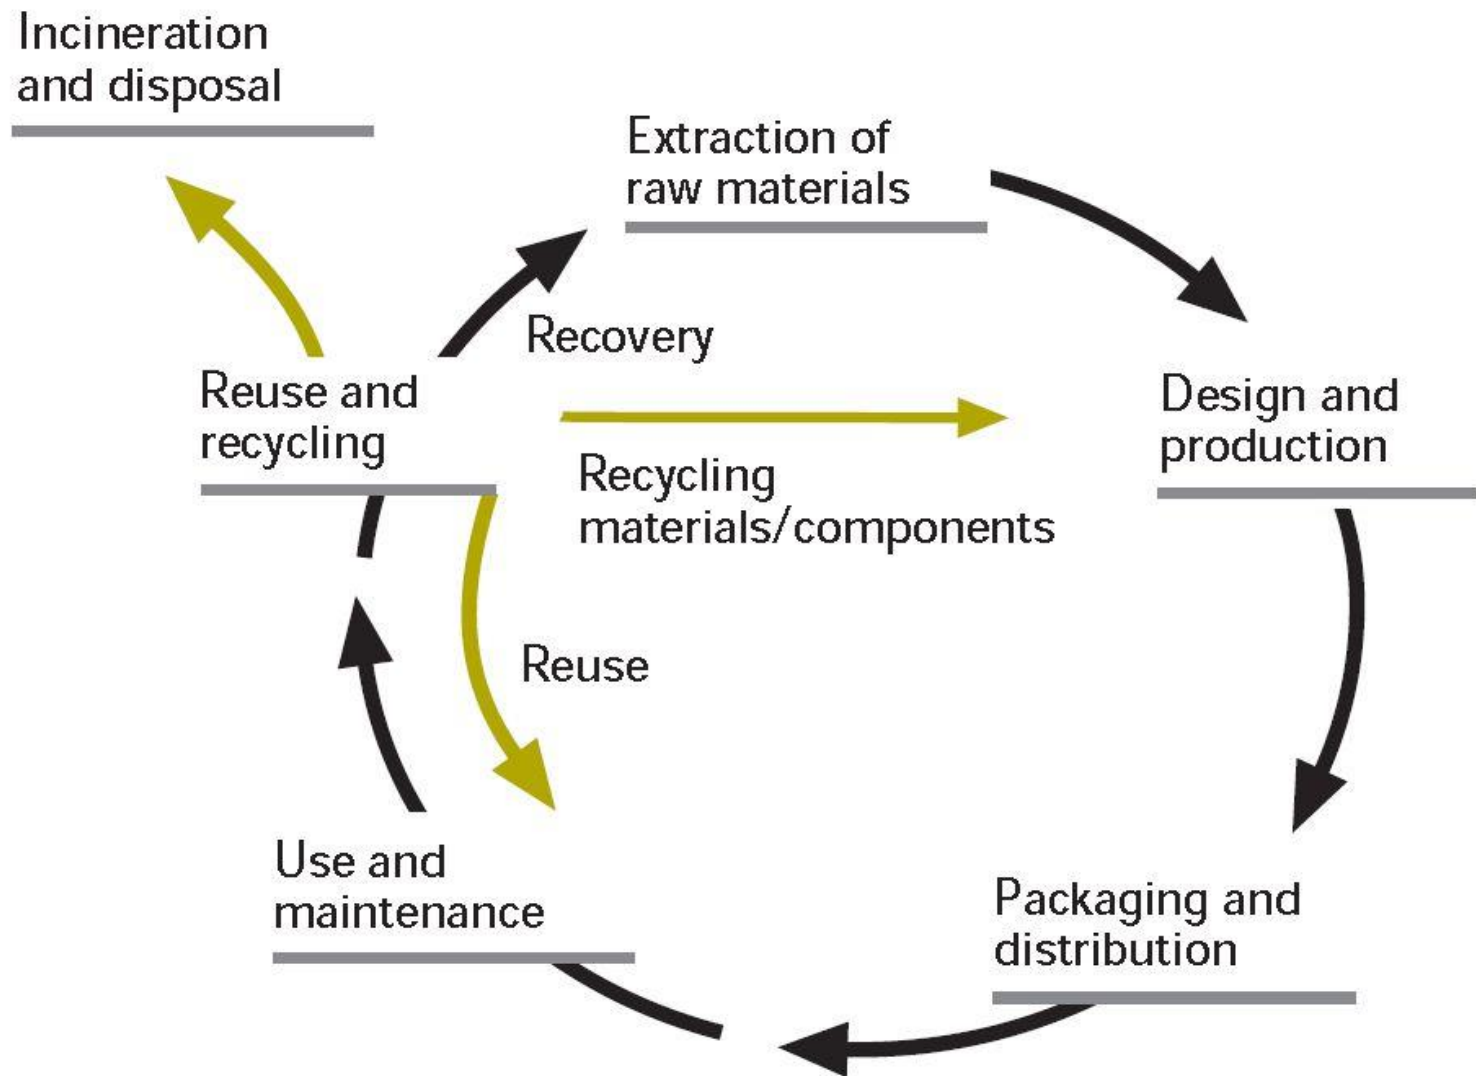 Incineration
and disposal
Extraction of
raw materials
Recovery
Reuse and
recycling
Design and
production
Recycling
materials/components
Reuse
Use and
maintenance
Packaging and
distribution